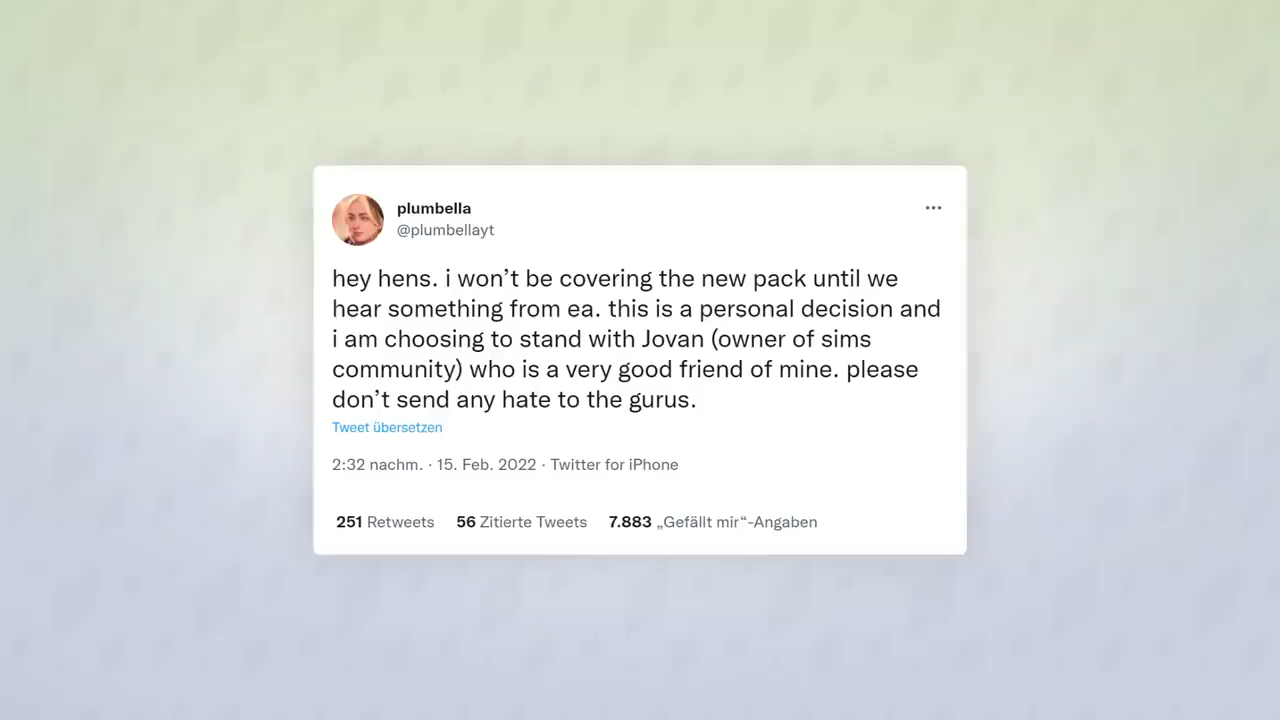 plumbella
@plumbellayt
hey hens. i won’t be covering the new pack until we
hear something from ea. this is a personal decision and
i am choosing to stand with Jovan (owner of sims
community) who is a very good friend of mine. please
don’t send any hate to the gurus.
Tweet übersetzen
2:32 nachm. · 15. Feb. 2022 · Twitter for iPhone
251 Retweets 56 Zitierte Tweets 7.883 „Gefällt mir“-Angaben